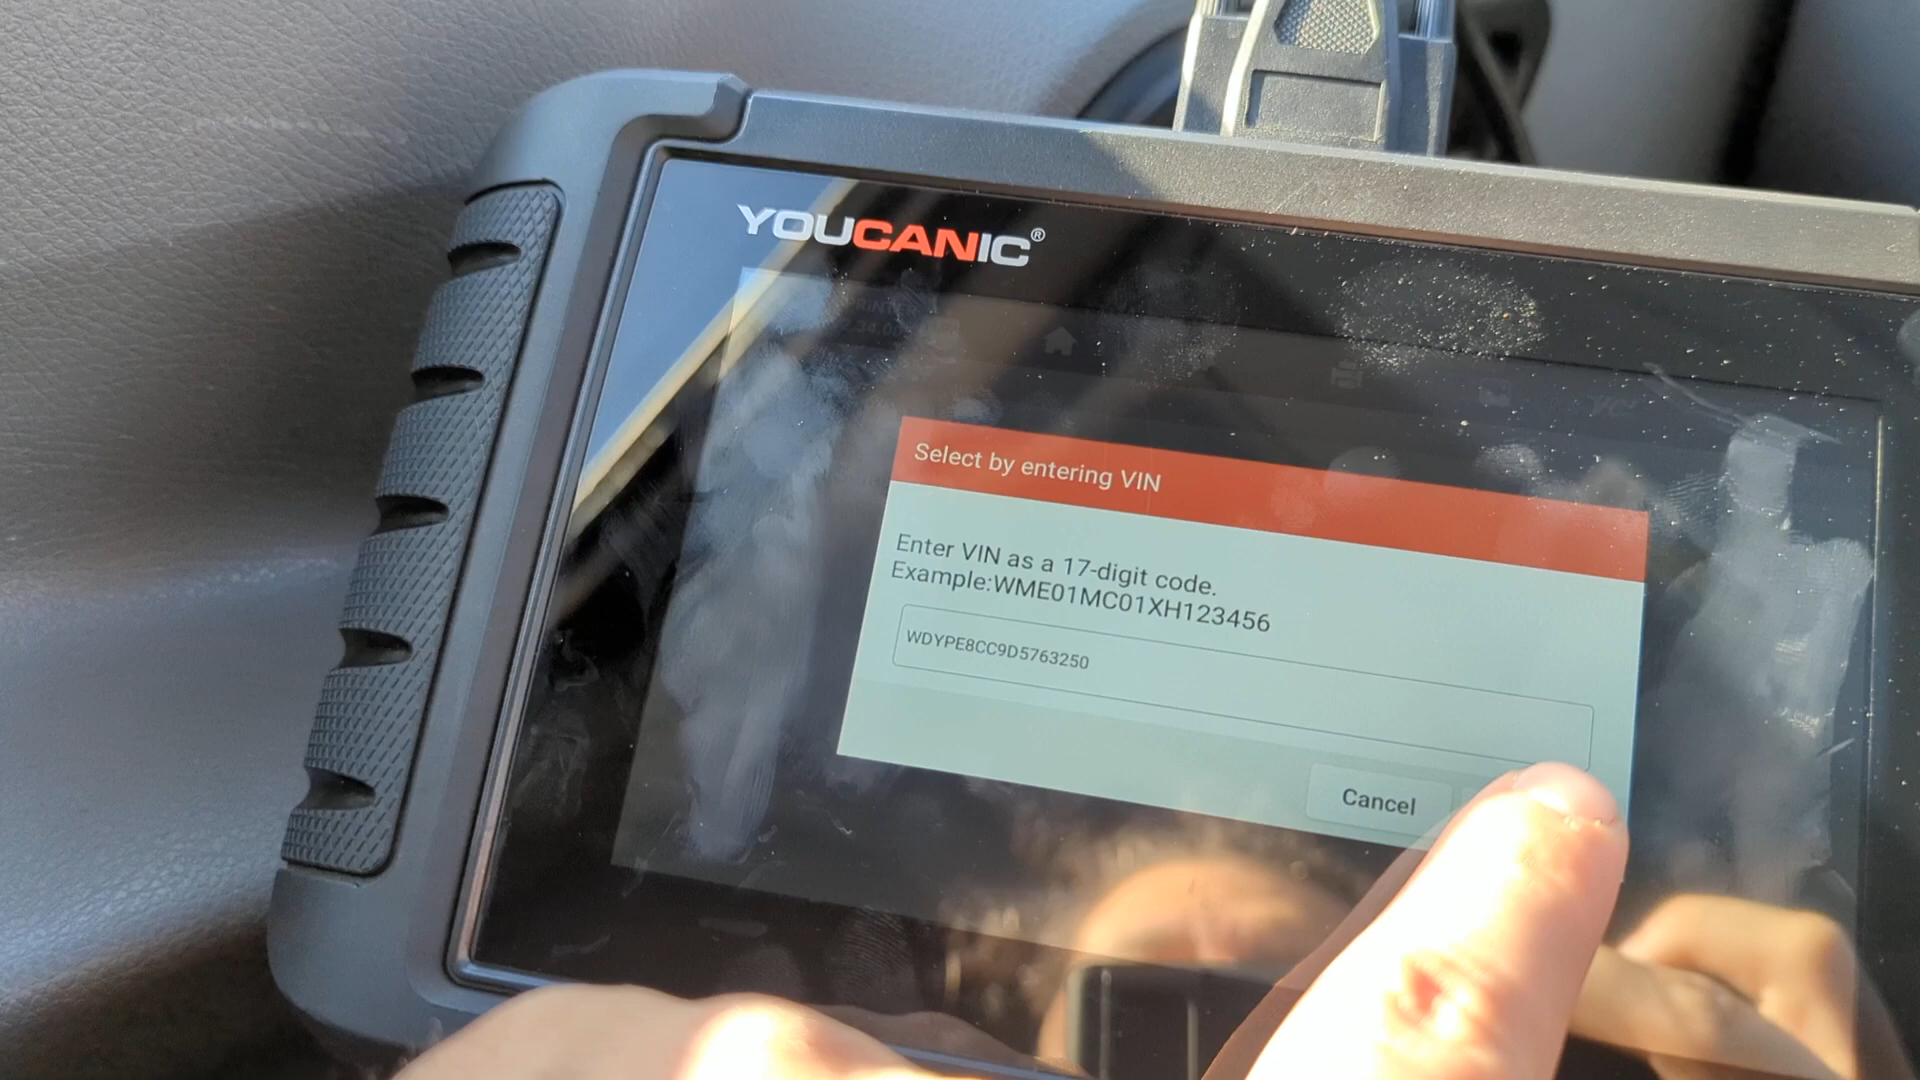 YOUCANIC®
Select by entering VIN
Enter VIN as a 17-digit code.
Example:WME01MC01XH123456
WDYPE8CC9D5763250
Cancel